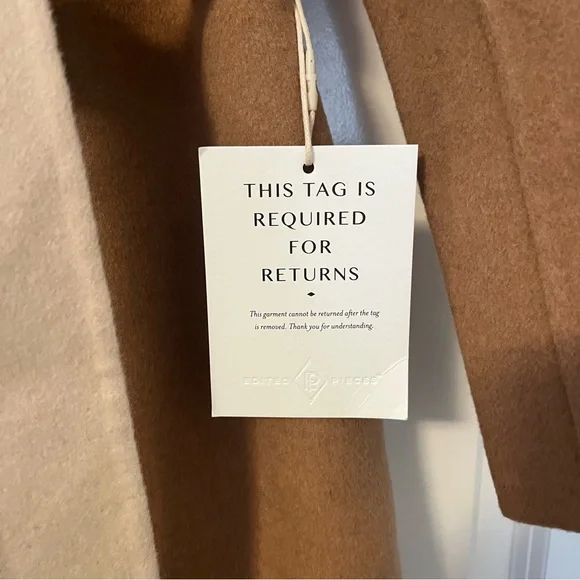 THIS TAG IS
REQUIRED
FOR
RETURNS
This garment cannot be returned after the tag
is removed. Thank you for understanding.
EDITED PIECES™